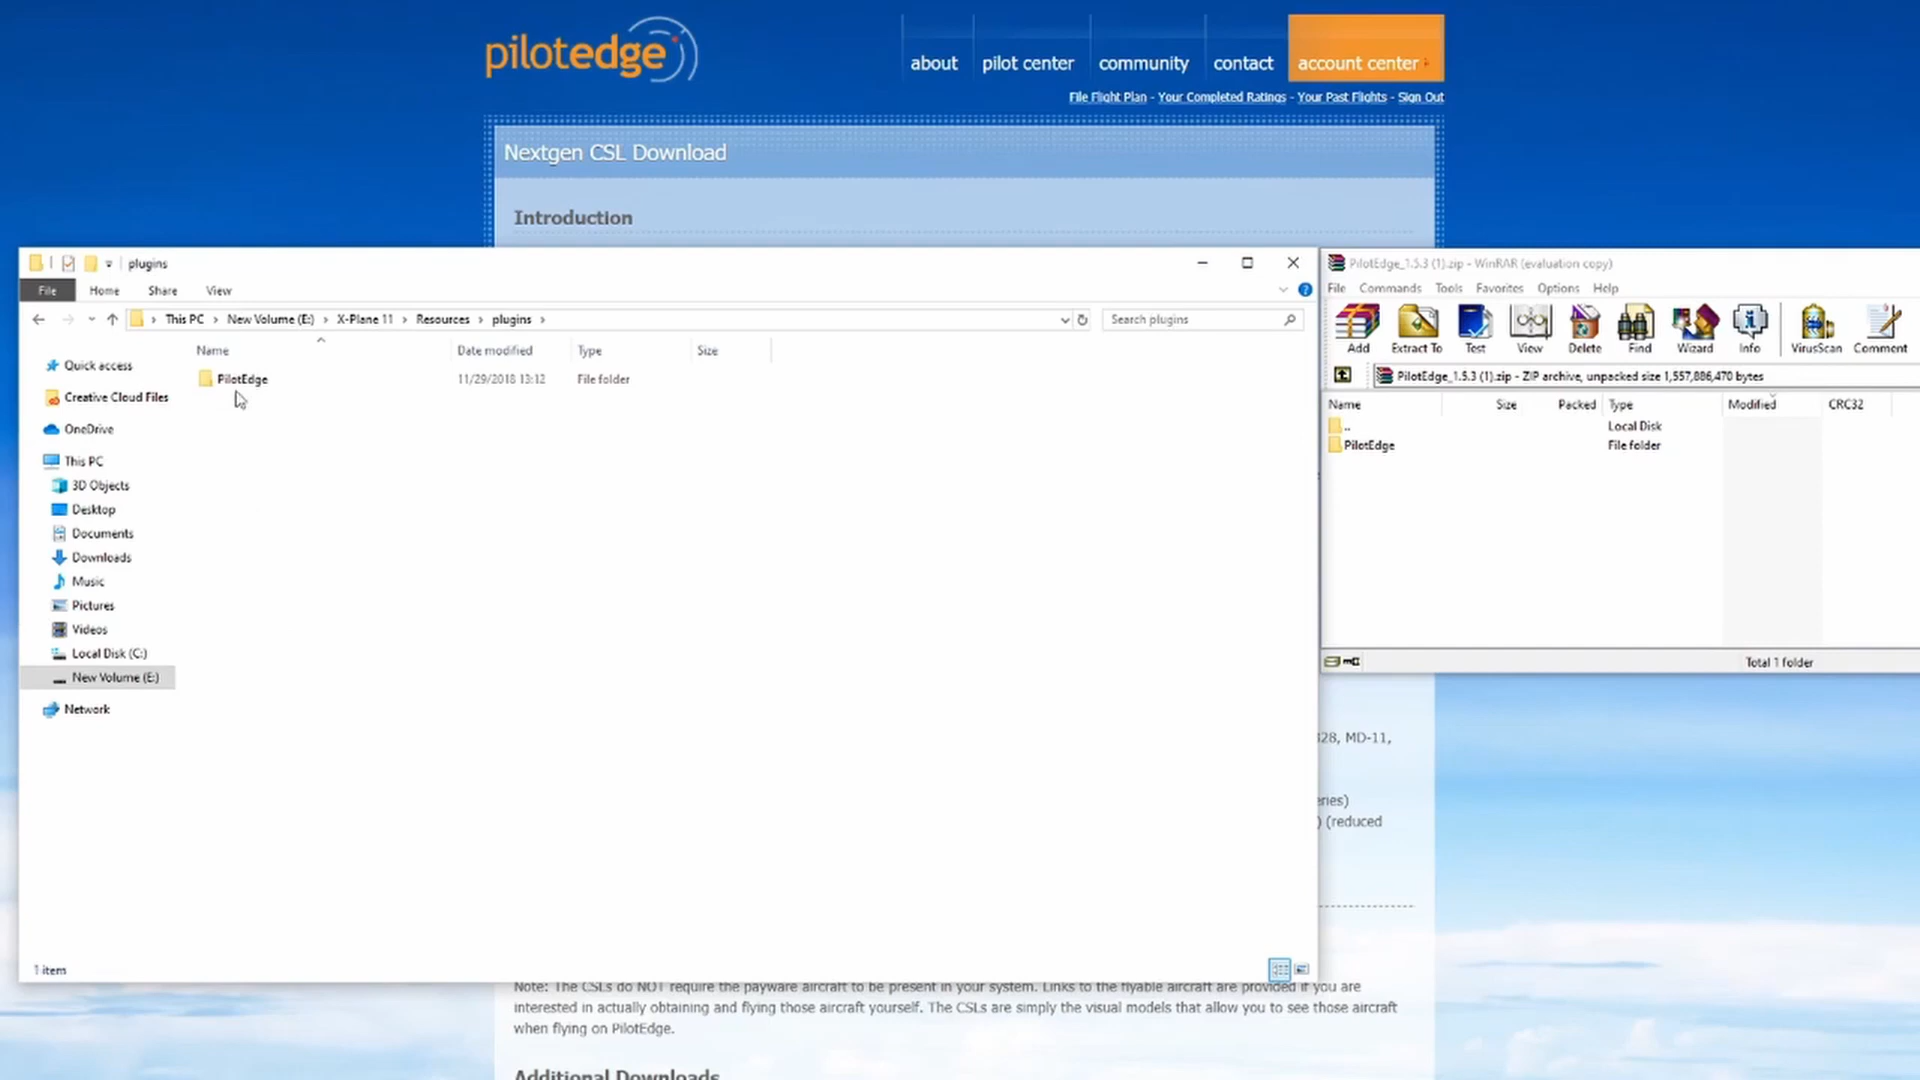 pilotedge
about
pilot center
community
contact
account center
File Flight Plan - Your Completed Ratings - Your Past Flights - Sign Out
Nextgen CSL Download
Introduction
plugins
File
Home
Share
View
This PC
New Volume (E:)
X-Plane 11
Resources
plugins
Search plugins
Name
Date modified
Type
Size
PilotEdge
11/29/2018 13:12
File folder
Quick access
Creative Cloud Files
OneDrive
This PC
3D Objects
Desktop
Documents
Downloads
Music
Pictures
Videos
Local Disk (C:)
New Volume (E:)
Network
1 item
PilotEdge_1.5.3 (1).zip - WinRAR (evaluation copy)
File
Commands
Tools
Favorites
Options
Help
Add
Extract To
Test
View
Delete
Find
Wizard
Info
VirusScan
Comment
PilotEdge_1.5.3 (1).zip - ZIP archive, unpacked size 1,557,886,470 bytes
Name
Size
Packed
Type
Modified
CRC32
..
Local Disk
PilotEdge
File folder
Total 1 folder
328, MD-11,
eries)
) (reduced
Note: The CSLs do NOT require the payware aircraft to be present in your system. Links to the flyable aircraft are provided if you are
interested in actually obtaining and flying those aircraft yourself. The CSLs are simply the visual models that allow you to see those aircraft
when flying on PilotEdge.
Additional Downloads